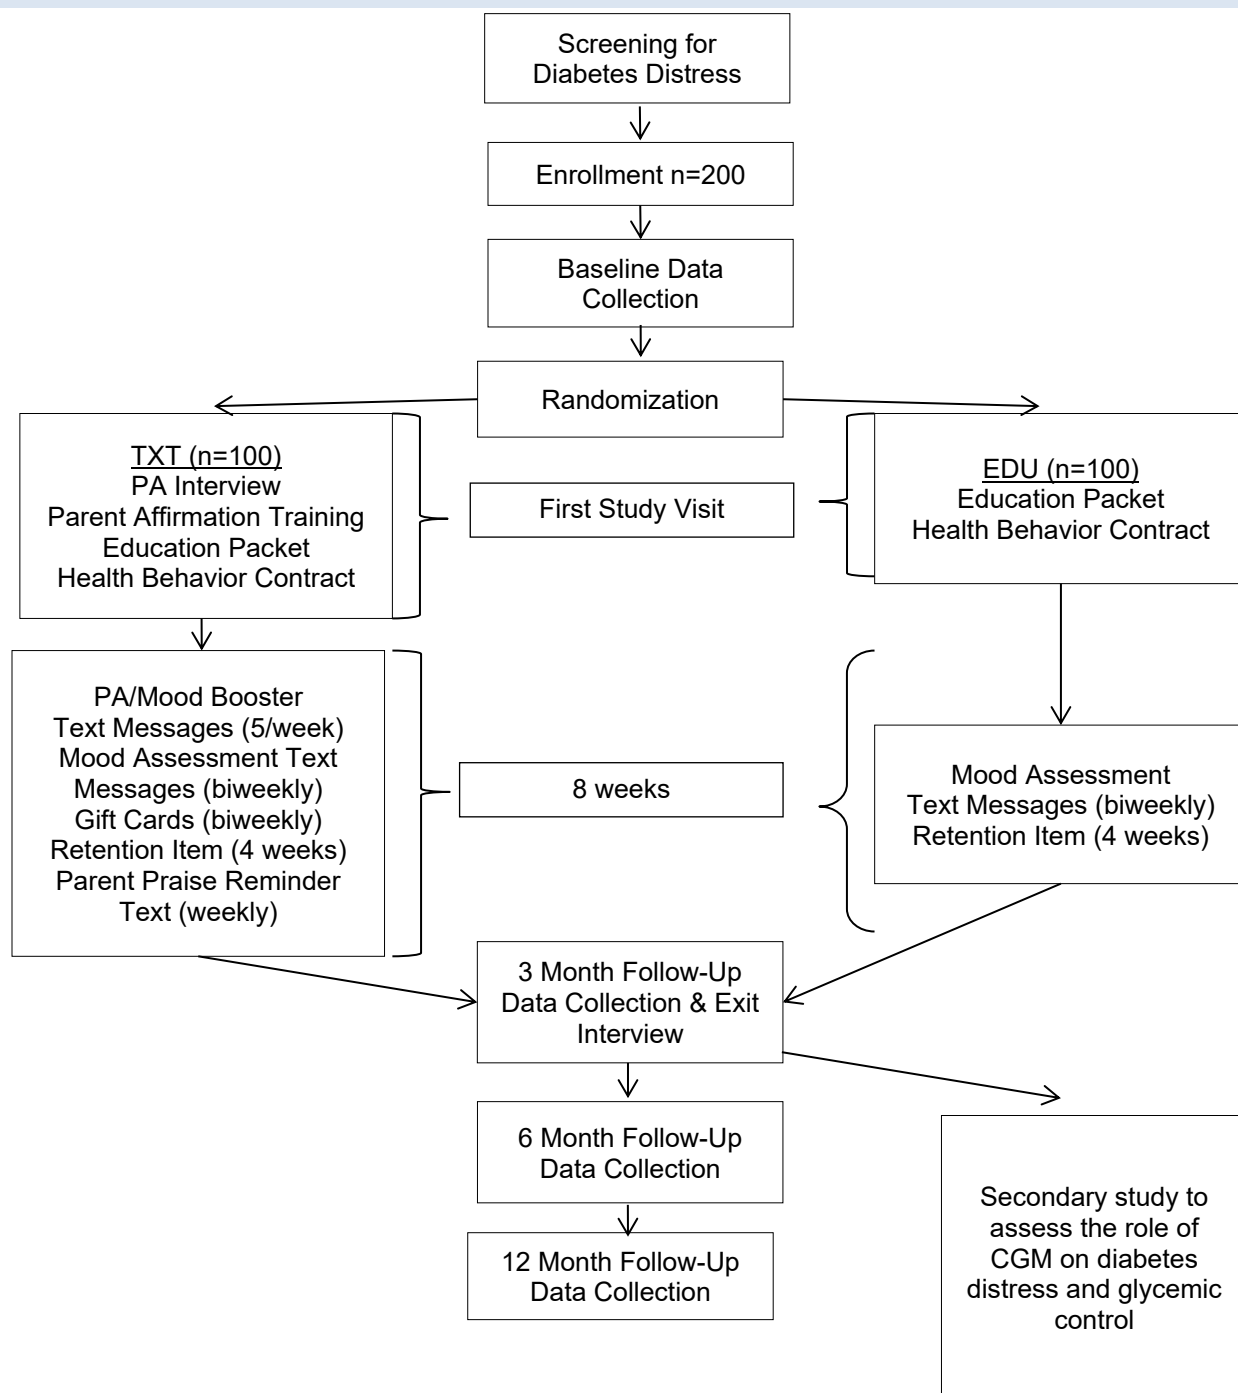 Screening for
Diabetes Distress
Enrollment n=200
Baseline Data
Collection
Randomization
TXT (n=100)
PA Interview
Parent Affirmation Training
Education Packet
Health Behavior Contract
First Study Visit
EDU (n=100)
Education Packet
Health Behavior Contract
PA/Mood Booster
Text Messages (5/week)
Mood Assessment Text
Messages (biweekly)
Gift Cards (biweekly)
Retention Item (4 weeks)
Parent Praise Reminder
Text (weekly)
8 weeks
Mood Assessment
Text Messages (biweekly)
Retention Item (4 weeks)
3 Month Follow-Up
Data Collection & Exit
Interview
6 Month Follow-Up
Data Collection
12 Month Follow-Up
Data Collection
Secondary study to
assess the role of
CGM on diabetes
distress and glycemic
control